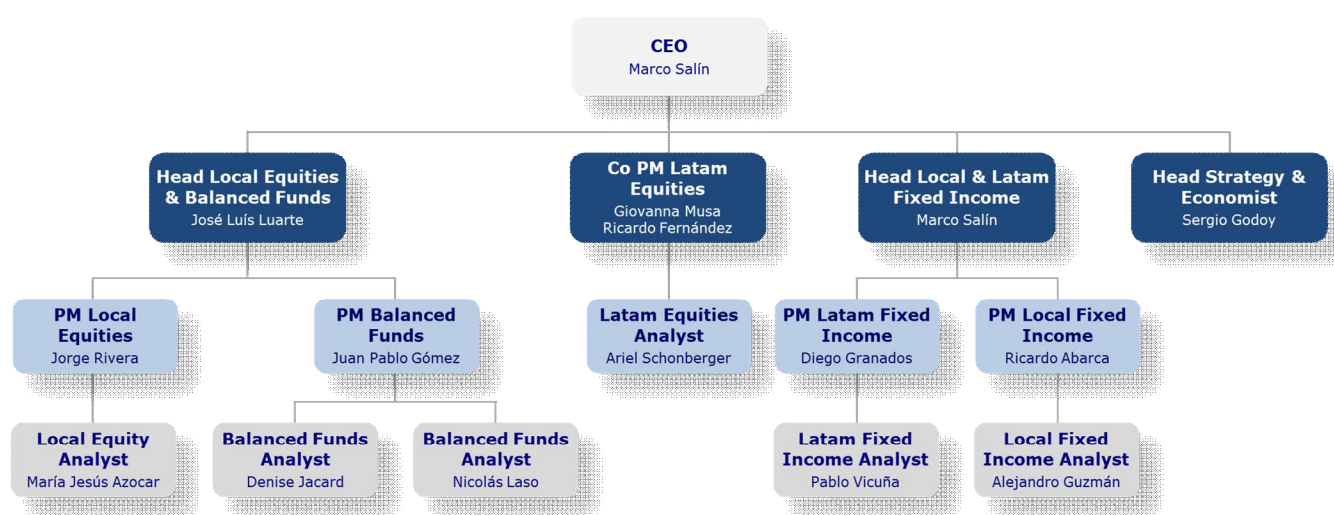 CEO
Marco Salín
Head Local Equities
& Balanced Funds
José Luís Luarte
Co PM Latam
Equities
Giovanna Musa
Ricardo Fernández
Head Local & Latam
Fixed Income
Marco Salín
Head Strategy &
Economist
Sergio Godoy
PM Local
Equities
Jorge Rivera
PM Balanced
Funds
Juan Pablo Gómez
Latam Equities
Analyst
Ariel Schonberger
PM Latam Fixed
Income
Diego Granados
PM Local Fixed
Income
Ricardo Abarca
Local Equity
Analyst
María Jesús Azocar
Balanced Funds
Analyst
Denise Jacard
Balanced Funds
Analyst
Nicolás Laso
Latam Fixed
Income Analyst
Pablo Vicuña
Local Fixed
Income Analyst
Alejandro Guzmán